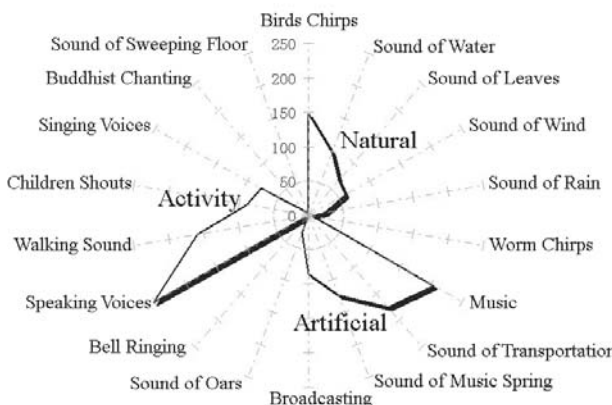 Birds Chirps
Sound of Sweeping Floor
Sound of Water
Buddhist Chanting
Sound of Leaves
Singing Voices
Sound of Wind
Children Shouts
Sound of Rain
Walking Sound
Worm Chirps
Speaking Voices
Music
Bell Ringing
Sound of Transportation
Sound of Oars
Sound of Music Spring
Broadcasting
250
200
150
100
50
0
Natural
Activity
Artificial